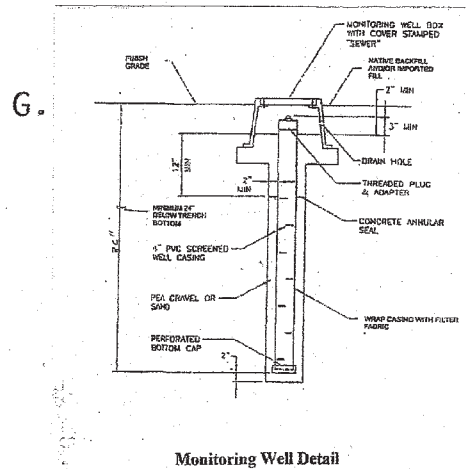 MONITORING WELL BOX
WITH COVER STAMPED
"SEWER"
FINISH
GRADE
NATIVE BACKFILL
AND/OR IMPORTED
FILL
2" MIN
G.
3" MIN
DRAIN HOLE
12"
MIN
THREADED PLUG
& ADAPTER
2"
MIN
MINIMUM 24"
BELOW TRENCH
BOTTOM
CONCRETE ANNULAR
SEAL
4" PVC SCREENED
WELL CASING
PEA GRAVEL OR
SAND
WRAP CASING WITH FILTER
FABRIC
PERFORATED
BOTTOM CAP
2"
Monitoring Well Detail